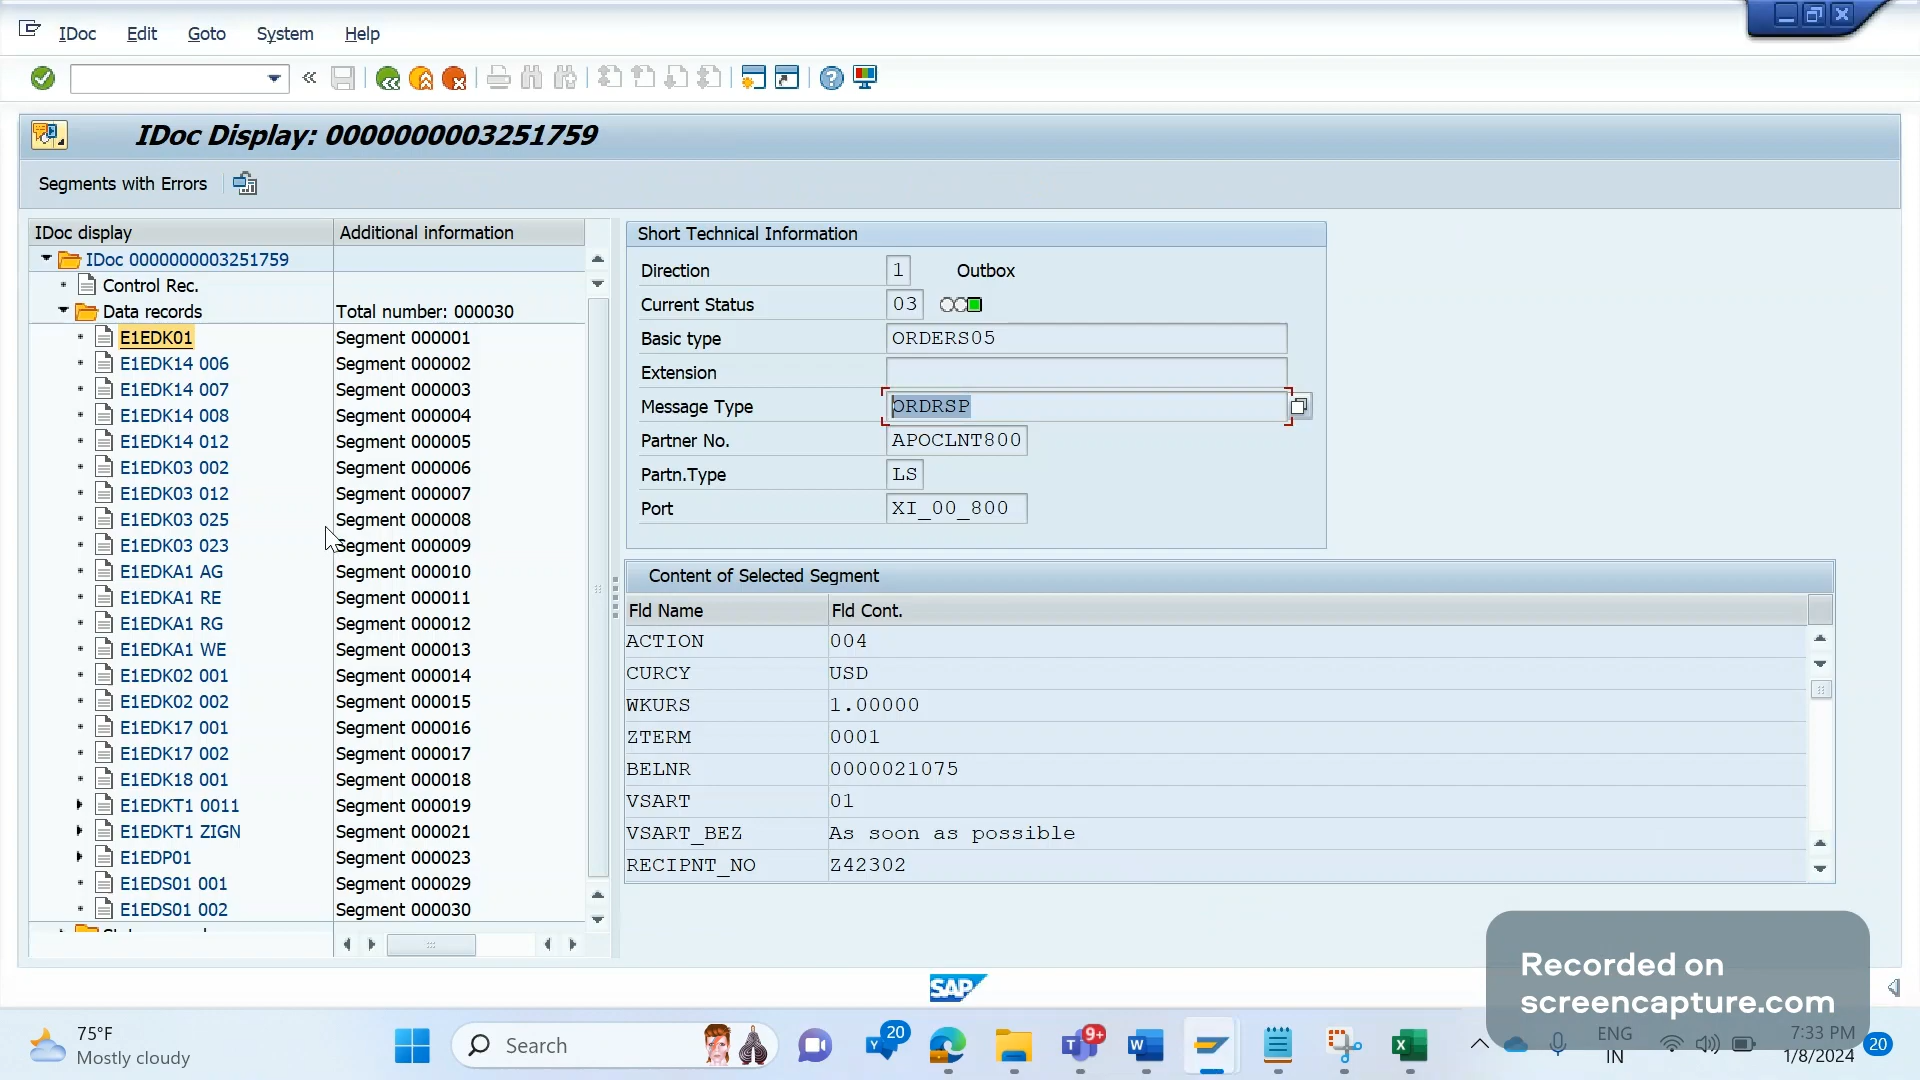 IDoc Edit Goto System Help
IDoc Display: 0000000003251759
Segments with Errors
IDoc display Additional information
IDoc 0000000003251759
Control Rec.
Data records Total number: 000030
E1EDK01 Segment 000001
E1EDK14 006 Segment 000002
E1EDK14 007 Segment 000003
E1EDK14 008 Segment 000004
E1EDK14 012 Segment 000005
E1EDK03 002 Segment 000006
E1EDK03 012 Segment 000007
E1EDK03 025 Segment 000008
E1EDK03 023 Segment 000009
E1EDKA1 AG Segment 000010
E1EDKA1 RE Segment 000011
E1EDKA1 RG Segment 000012
E1EDKA1 WE Segment 000013
E1EDK02 001 Segment 000014
E1EDK02 002 Segment 000015
E1EDK17 001 Segment 000016
E1EDK17 002 Segment 000017
E1EDK18 001 Segment 000018
E1EDKT1 0011 Segment 000019
E1EDKT1 ZIGN Segment 000021
E1EDP01 Segment 000023
E1EDS01 001 Segment 000029
E1EDS01 002 Segment 000030
Short Technical Information
Direction 1 Outbox
Current Status 03
Basic type ORDERS05
Extension
Message Type ORDRSP
Partner No. APOCLNT800
Partn.Type LS
Port XI_00_800
Content of Selected Segment
Fld Name Fld Cont.
ACTION 004
CURCY USD
WKURS 1.00000
ZTERM 0001
BELNR 0000021075
VSART 01
VSART_BEZ As soon as possible
RECIPNT_NO Z42302
SAP
Recorded on
screencapture.com
75°F
Mostly cloudy
Search
20
9+
ENG
IN
7:33 PM
1/8/2024
20